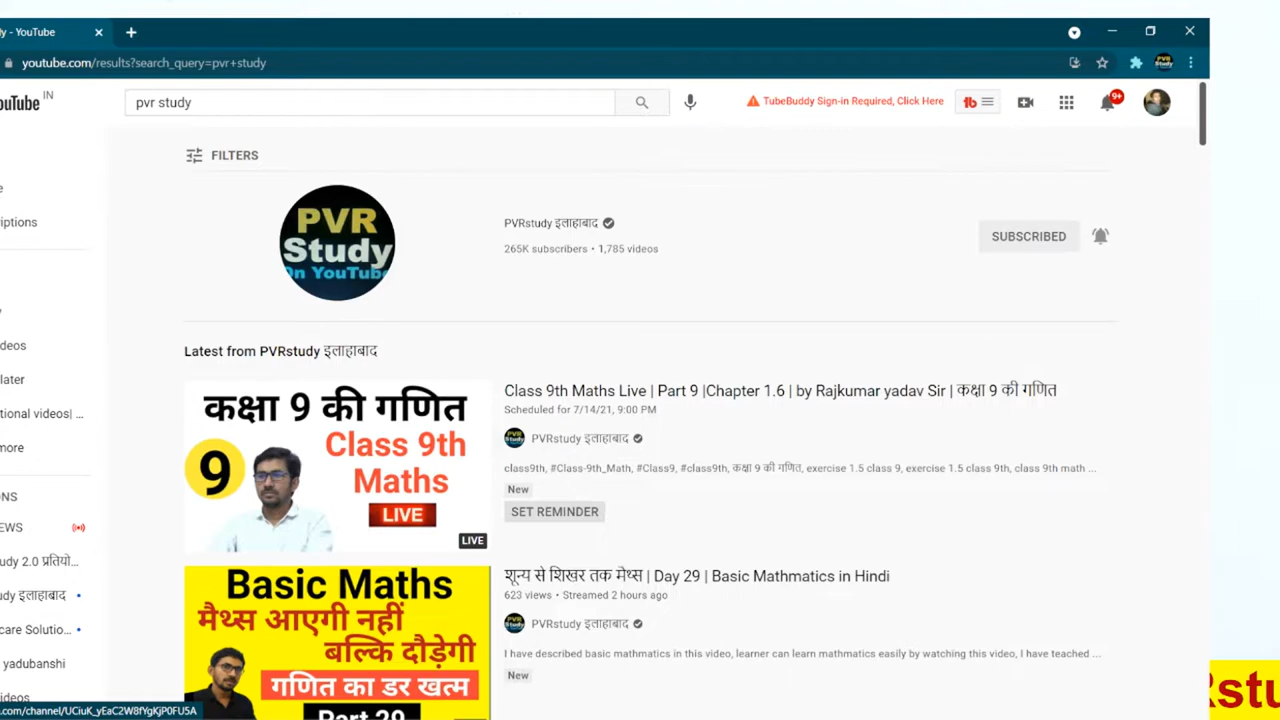 dy - YouTube
youtube.com/results?search_query=pvr+study
ouTube IN
pvr study
TubeBuddy Sign-in Required, Click Here
tb
9+
FILTERS
PVR
Study
On YouTube
PVRstudy इलाहाबाद
265K subscribers • 1,785 videos
SUBSCRIBED
Latest from PVRstudy इलाहाबाद
कक्षा 9 की गणित
9
Class 9th
Maths
LIVE
LIVE
Class 9th Maths Live | Part 9 |Chapter 1.6 | by Rajkumar yadav Sir | कक्षा 9 की गणित
Scheduled for 7/14/21, 9:00 PM
PVRstudy इलाहाबाद
class9th, #Class-9th_Math, #Class9, #class9th, कक्षा 9 की गणित, exercise 1.5 class 9, exercise 1.5 class 9th, class 9th math ...
New
SET REMINDER
Basic Maths
मैथ्स आएगी नहीं
बल्कि दौड़ेगी
गणित का डर खत्म
Part 29
शून्य से शिखर तक मेथ्स | Day 29 | Basic Mathmatics in Hindi
623 views • Streamed 2 hours ago
PVRstudy इलाहाबाद
I have described basic mathmatics in this video, learner can learn mathmatics easily by watching this video, I have teached ...
New
e
iptions
deos
later
tional videos| ...
more
ONS
EWS
udy 2.0 प्रतियो...
dy इलाहाबाद
care Solutio...
yadubanshi
ideos
.com/channel/UCiuK_yEaC2W8fYgKjP0FU5A
Rstu